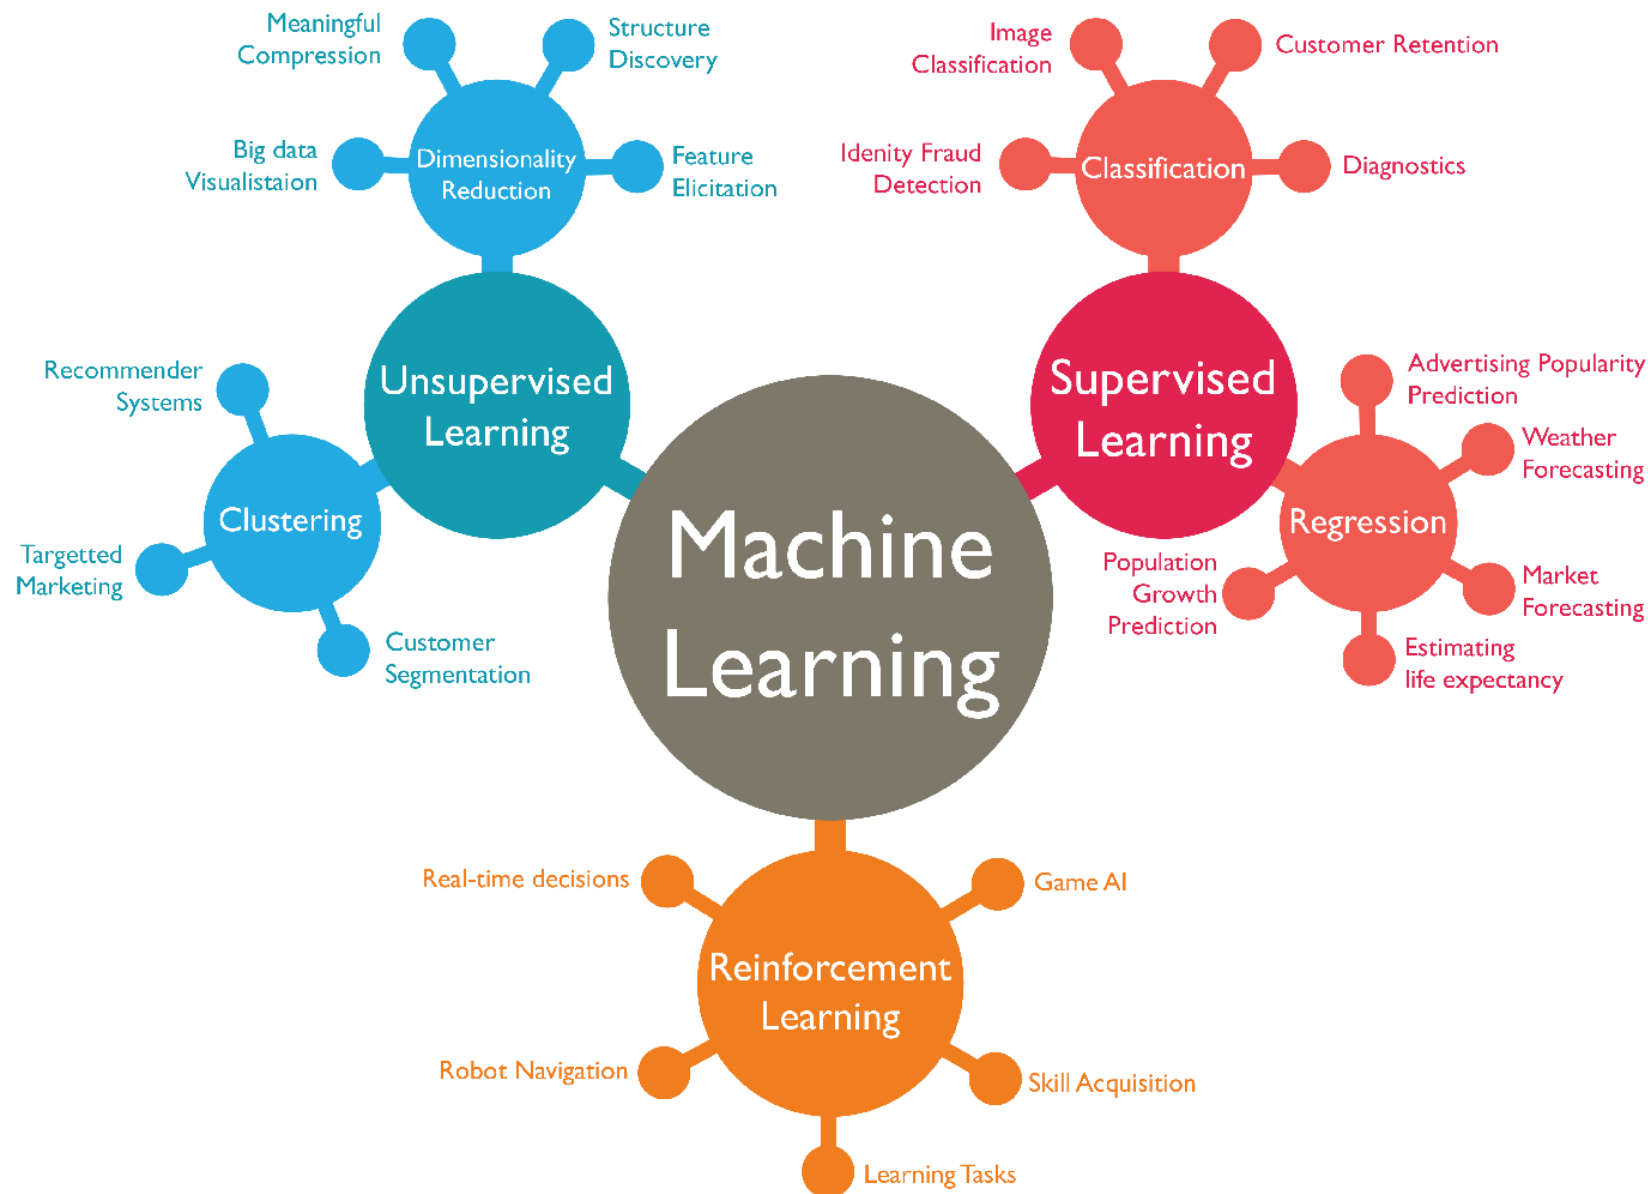 Meaningful
Compression
Structure
Discovery
Big data
Visualistaion
Dimensionality
Reduction
Feature
Elicitation
Image
Classification
Customer Retention
Idenity Fraud
Detection
Classification
Diagnostics
Unsupervised
Learning
Recommender
Systems
Clustering
Targetted
Marketing
Customer
Segmentation
Machine
Learning
Supervised
Learning
Advertising Popularity
Prediction
Weather
Forecasting
Regression
Population
Growth
Prediction
Market
Forecasting
Estimating
life expectancy
Real-time decisions
Game AI
Reinforcement
Learning
Robot Navigation
Skill Acquisition
Learning Tasks